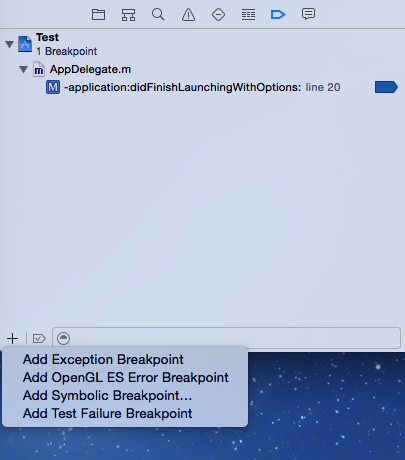 Test
1 Breakpoint
m AppDelegate.m
M -application:didFinishLaunchingWithOptions: line 20
Add Exception Breakpoint
Add OpenGL ES Error Breakpoint
Add Symbolic Breakpoint...
Add Test Failure Breakpoint